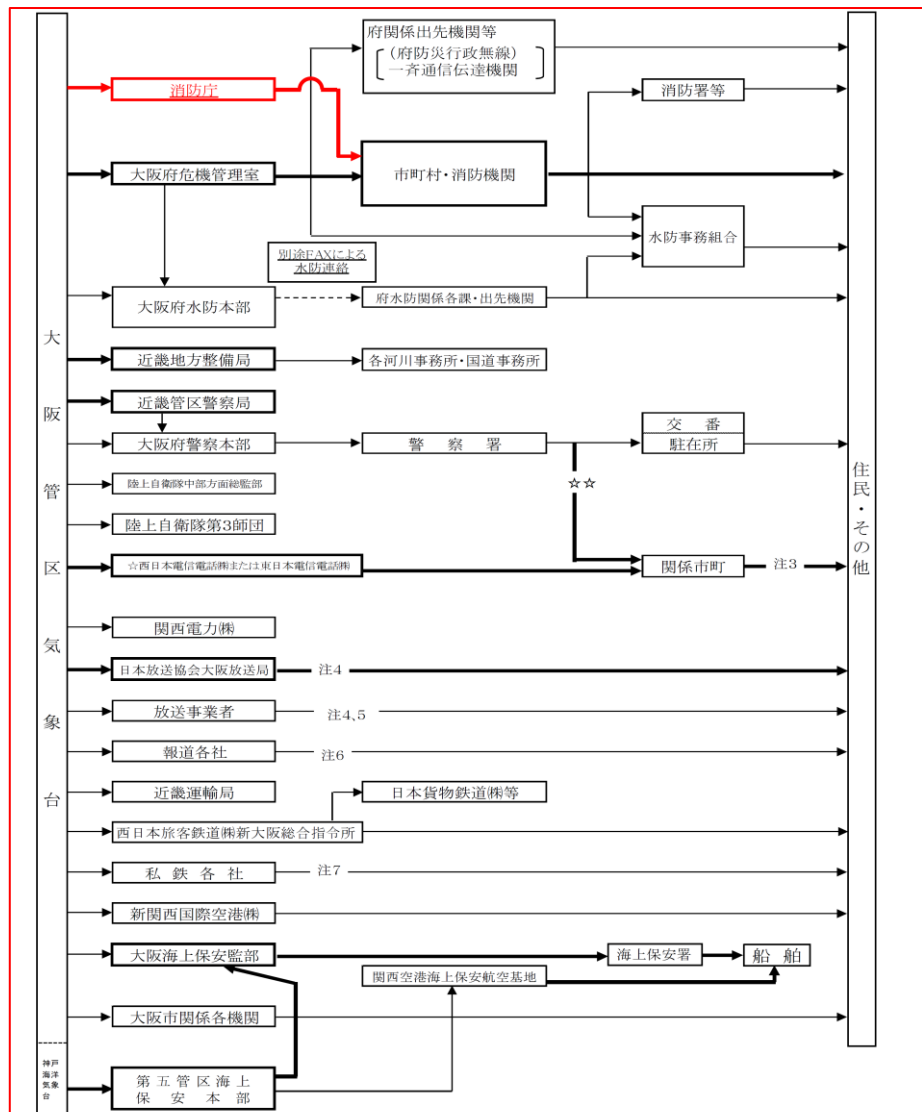 府関係出先機関等
(府防災行政無線)
一斉通信伝達機関
消防庁
消防署等
大阪府危機管理室
市町村・消防機関
水防事務組合
別途FAXによる
水防連絡
大阪府水防本部
府水防関係各課・出先機関
近畿地方整備局
各河川事務所・国道事務所
近畿管区警察局
大阪府警察本部
警察署
交番
駐在所
陸上自衛隊中部方面総監部
☆☆
陸上自衛隊第3師団
☆西日本電信電話㈱または東日本電信電話㈱
関係市町
注3
関西電力㈱
日本放送協会大阪放送局
注4
放送事業者
注4、5
報道各社
注6
近畿運輸局
日本貨物鉄道㈱等
西日本旅客鉄道㈱新大阪総合指令所
私鉄各社
注7
新関西国際空港㈱
大阪海上保安監部
海上保安署
船舶
関西空港海上保安航空基地
大阪市関係各機関
第五管区海上
保安本部
大阪管区気象台
神戸
海洋
気象
台
住民・その他